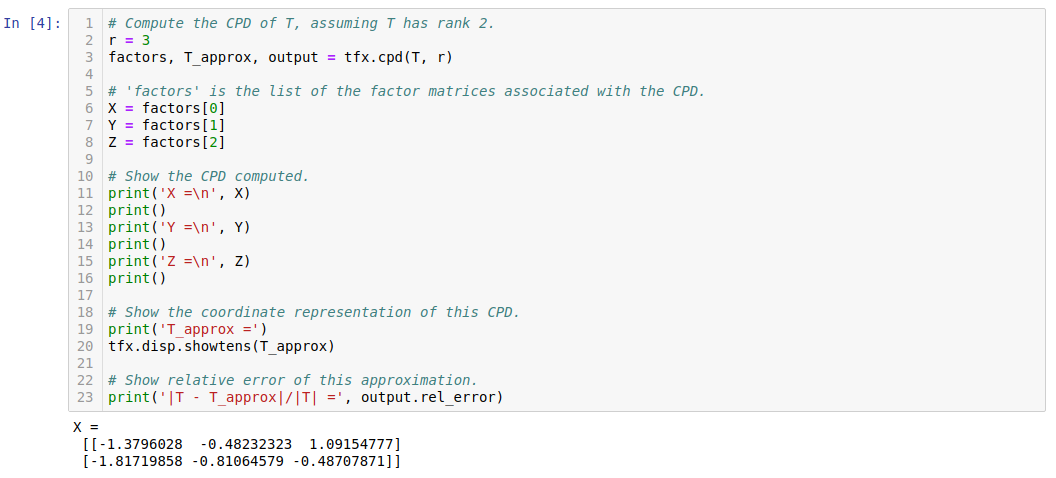 In [4]:
1 # Compute the CPD of T, assuming T has rank 2.
2 r = 3
3 factors, T_approx, output = tfx.cpd(T, r)
4
5 # 'factors' is the list of the factor matrices associated with the CPD.
6 X = factors[0]
7 Y = factors[1]
8 Z = factors[2]
9
10 # Show the CPD computed.
11 print('X =\n', X)
12 print()
13 print('Y =\n', Y)
14 print()
15 print('Z =\n', Z)
16 print()
17
18 # Show the coordinate representation of this CPD.
19 print('T_approx =')
20 tfx.disp.showtens(T_approx)
21
22 # Show relative error of this approximation.
23 print('|T - T_approx|/|T| =', output.rel_error)
X =
[[-1.3796028  -0.48232323  1.09154777]
[-1.81719858 -0.81064579 -0.48707871]]